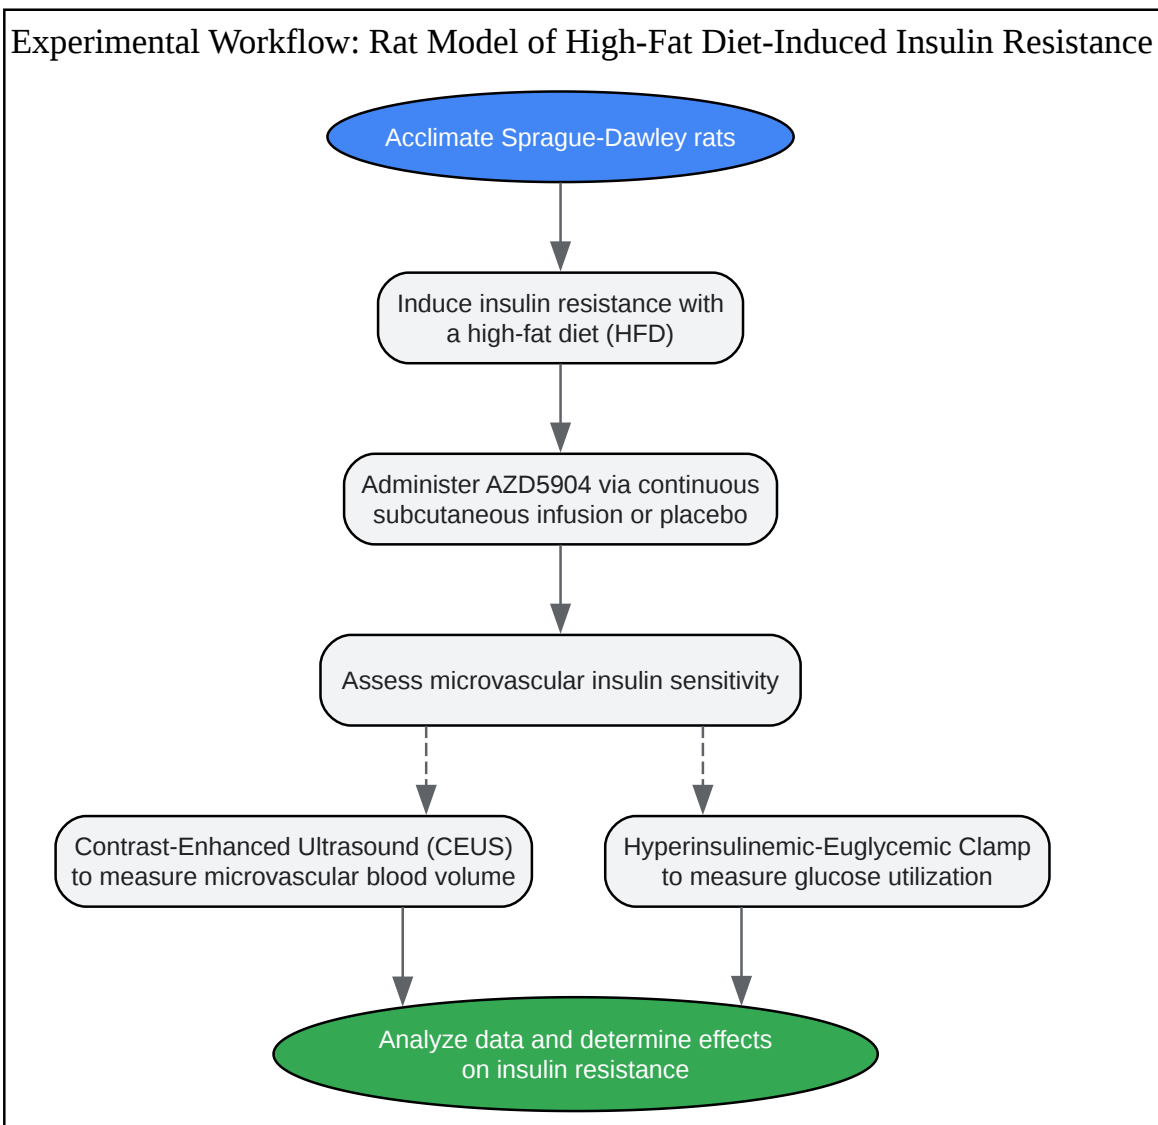 Experimental Workflow: Rat Model of High-Fat Diet-Induced Insulin Resistance
Acclimate Sprague-Dawley rats
Induce insulin resistance with
a high-fat diet (HFD)
Administer AZD5904 via continuous
subcutaneous infusion or placebo
Assess microvascular insulin sensitivity
Contrast-Enhanced Ultrasound (CEUS)
to measure microvascular blood volume
Hyperinsulinemic-Euglycemic Clamp
to measure glucose utilization
Analyze data and determine effects
on insulin resistance